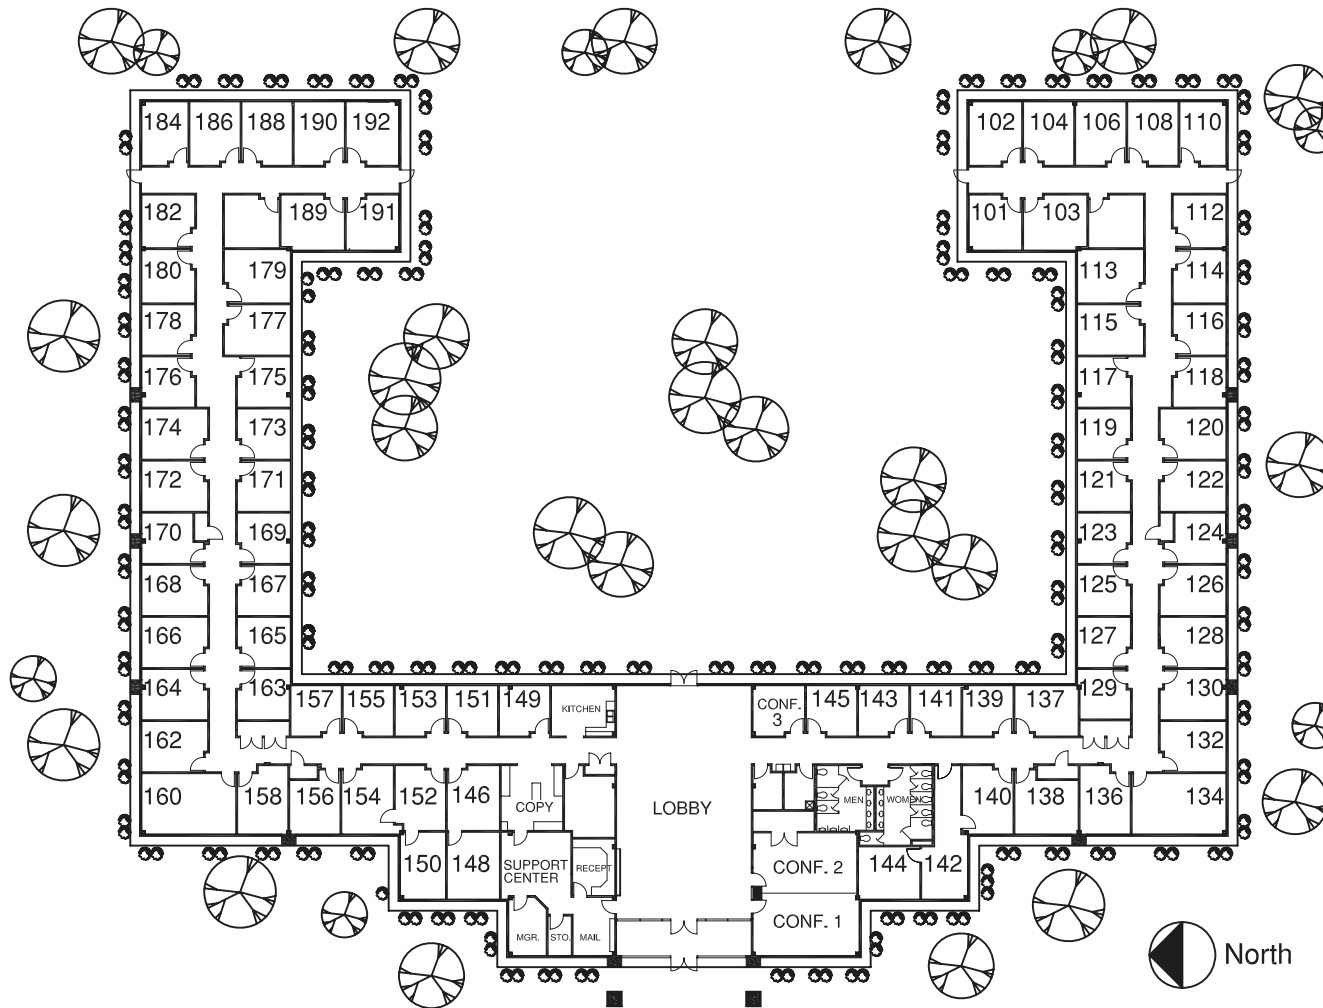 184 186 188 190 192
102 104 106 108 110
182 189 191
101 103 112
180 179
113 114
178 177
115 116
176 175
117 118
174 173
119 120
172 171
121 122
170 169
123 124
168 167
125 126
166 165
127 128
164 163
129 130
157 155 153 151 149 KITCHEN
CONF.
3
145 143 141 139 137
162
132
160 158 156 154 152 146 COPY
LOBBY
MEN WOMEN
140 138 136 134
150 148
SUPPORT
CENTER
RECEPT
CONF. 2
144 142
MGR. STO. MAIL
CONF. 1
North